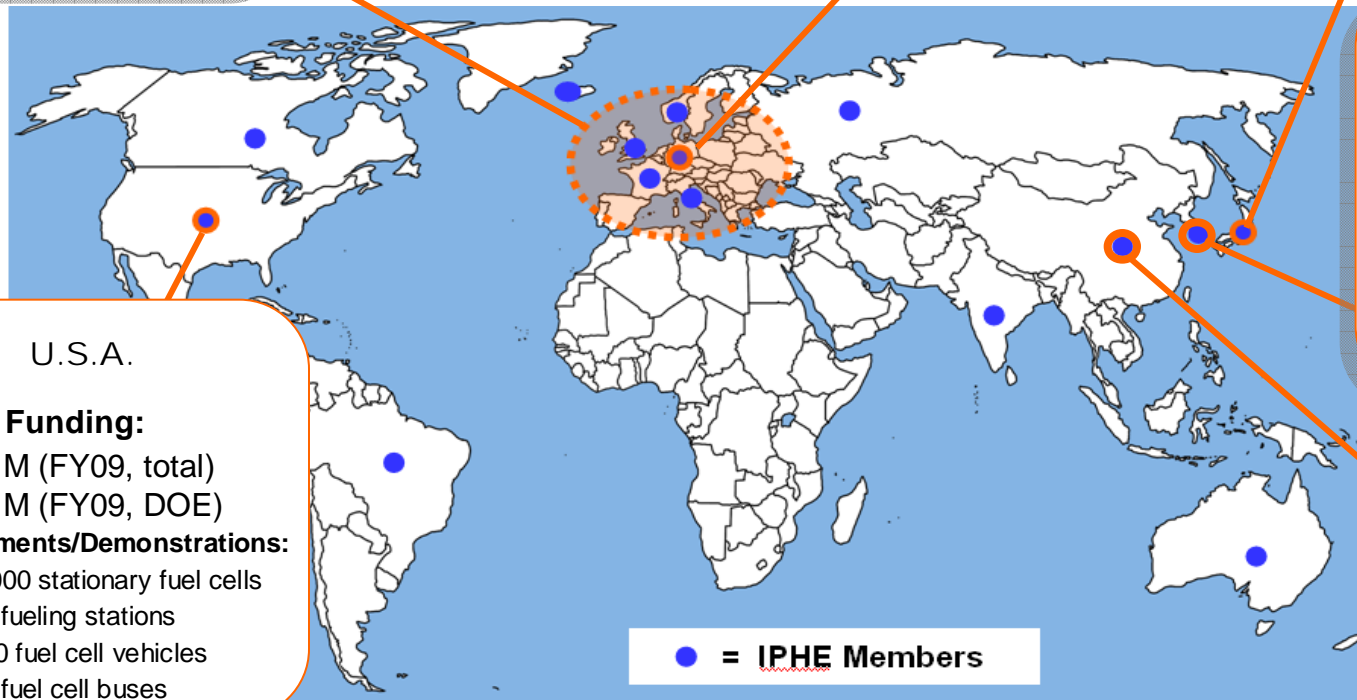 U.S.A.
Funding:
M (FY09, total)
M (FY09, DOE)
ments/Demonstrations:
000 stationary fuel cells
fueling stations
0 fuel cell vehicles
fuel cell buses
= IPHE Members